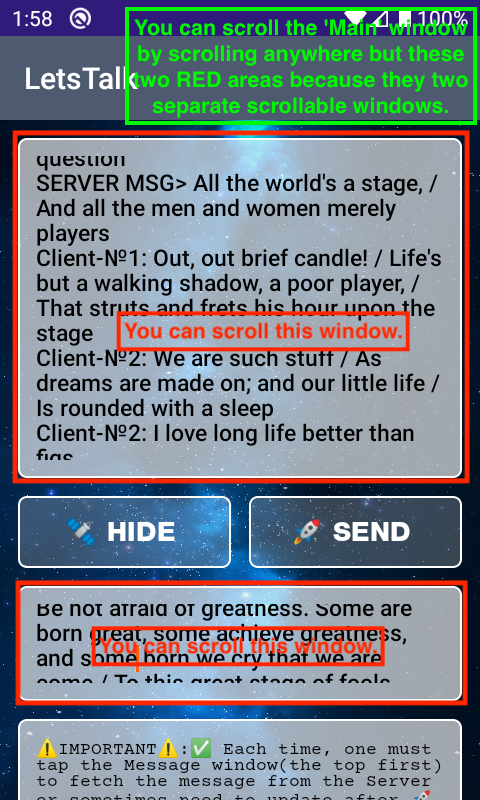 1:58
100%
You can scroll the 'Main' window
by scrolling anywhere but these
two RED areas because they two
separate scrollable windows.
LetsTalk
question
SERVER MSG> All the world's a stage, /
And all the men and women merely
players
Client-№1: Out, out brief candle! / Life's
but a walking shadow, a poor player, /
That struts and frets his hour upon the
stage
You can scroll this window.
Client-№2: We are such stuff / As
dreams are made on; and our little life /
Is rounded with a sleep
Client-№2: I love long life better than
figs
🛰️ HIDE
🚀 SEND
Be not afraid of greatness. Some are
born great, some achieve greatness,
and some born we cry that we are
You can scroll this window.
come / To this great stage of fools
⚠️IMPORTANT⚠️:✅ Each time, one must
tap the Message window(the top first)
to fetch the message from the Server
or sometimes need to update after 🚀